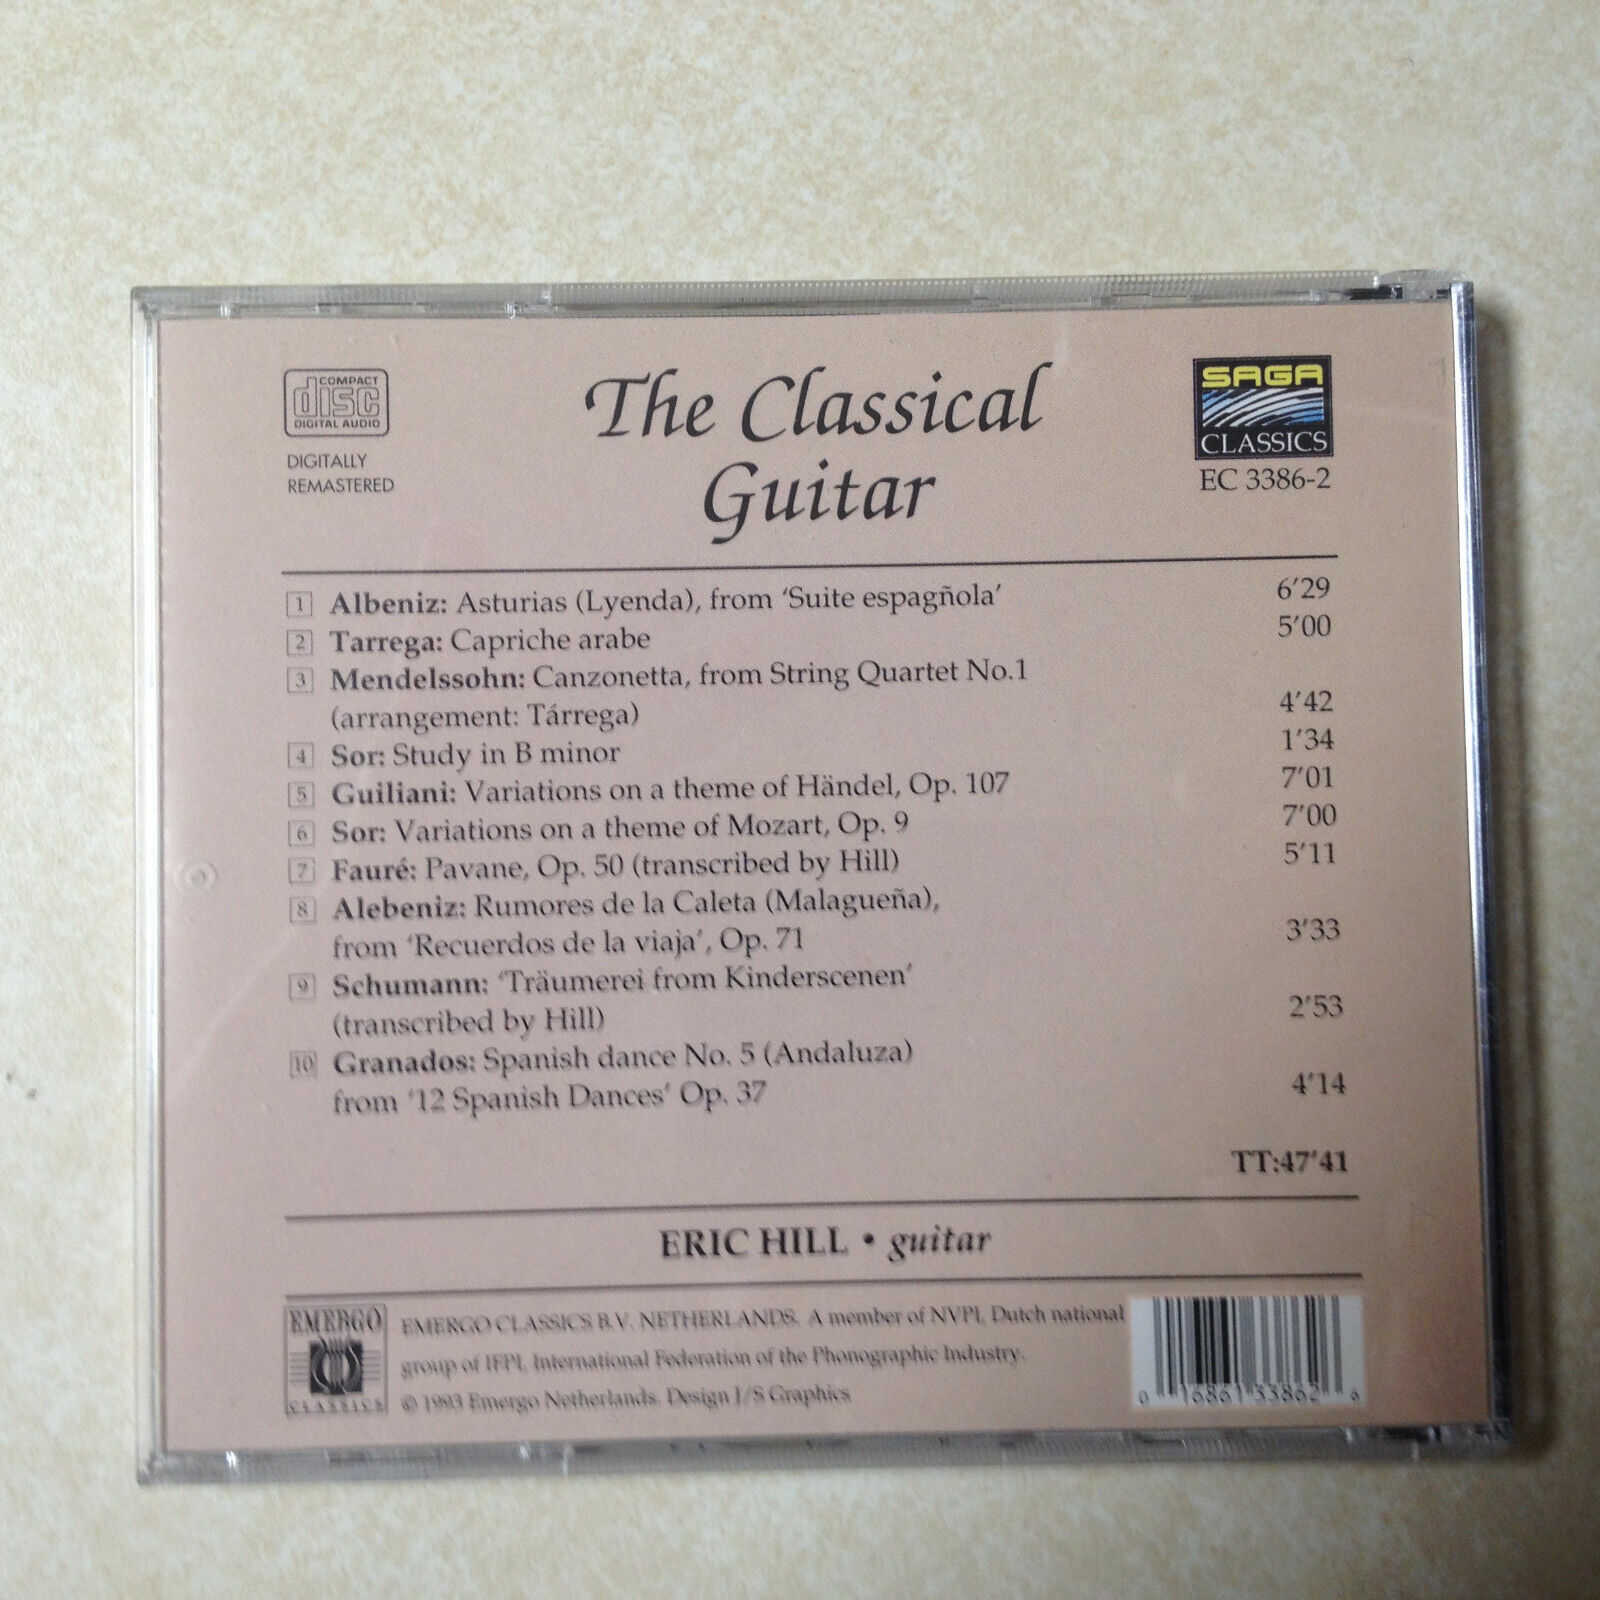 COMPACT
disc
DIGITAL AUDIO
DIGITALLY
REMASTERED
The Classical
Guitar
SAGA
CLASSICS
EC 3386-2
1 Albeniz: Asturias (Lyenda), from ‘Suite espagñola’ 6’29
2 Tarrega: Capriche arabe 5’00
3 Mendelssohn: Canzonetta, from String Quartet No.1
(arrangement: Tárrega) 4’42
4 Sor: Study in B minor 1’34
5 Guiliani: Variations on a theme of Händel, Op. 107 7’01
6 Sor: Variations on a theme of Mozart, Op. 9 7’00
7 Fauré: Pavane, Op. 50 (transcribed by Hill) 5’11
8 Alebeniz: Rumores de la Caleta (Malagueña),
from ‘Recuerdos de la viaja’, Op. 71 3’33
9 Schumann: ‘Träumerei from Kinderscenen’
(transcribed by Hill) 2’53
10 Granados: Spanish dance No. 5 (Andaluza)
from ‘12 Spanish Dances’ Op. 37 4’14
TT:47’41
ERIC HILL • guitar
EMERGO
CLASSICS
EMERGO CLASSICS B.V. NETHERLANDS. A member of NVPI, Dutch national
group of IFPI, International Federation of the Phonographic Industry.
© 1993 Emergo Netherlands. Design J/S Graphics
0 16861 33862 6